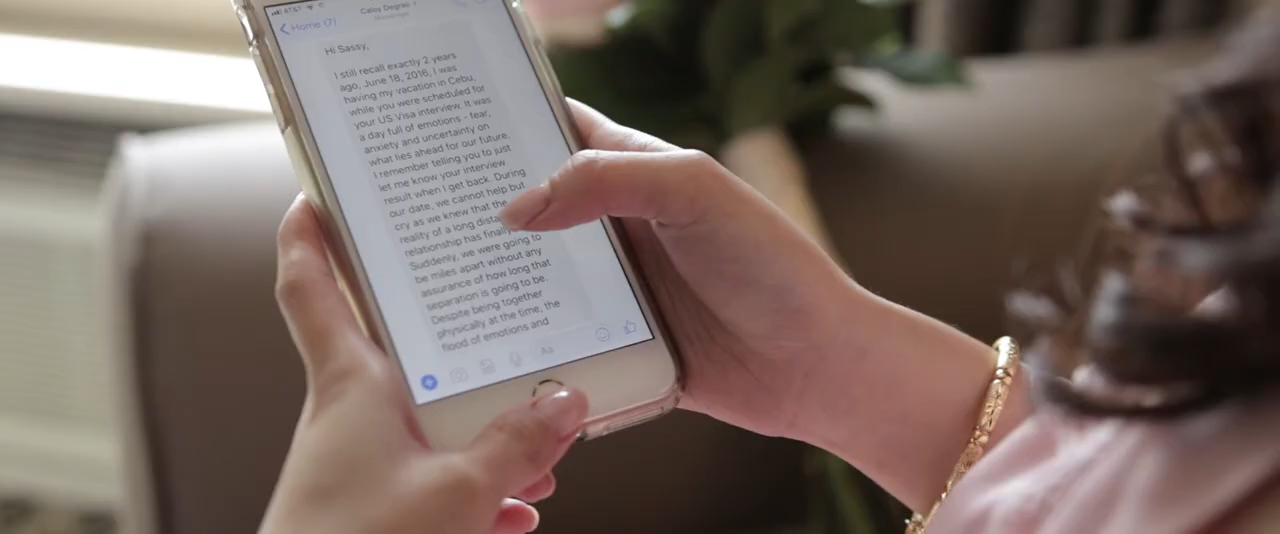 AT&T
Home (7)
Caloy Degrac
Messenger
Hi Sassy,
I still recall exactly 2 years
ago, June 18, 2016, I was
having my vacation in Cebu,
while you were scheduled for
your US Visa interview. It was
a day full of emotions - fear,
anxiety and uncertainty on
what lies ahead for our future.
I remember telling you to just
let me know your interview
result when I get back. During
our date, we cannot help but
cry as we knew that the
reality of a long dista
relationship has finally
Suddenly, we were going to
be miles apart without any
assurance of how long that
separation is going to be.
Despite being together
physically at the time, the
flood of emotions and
Aa